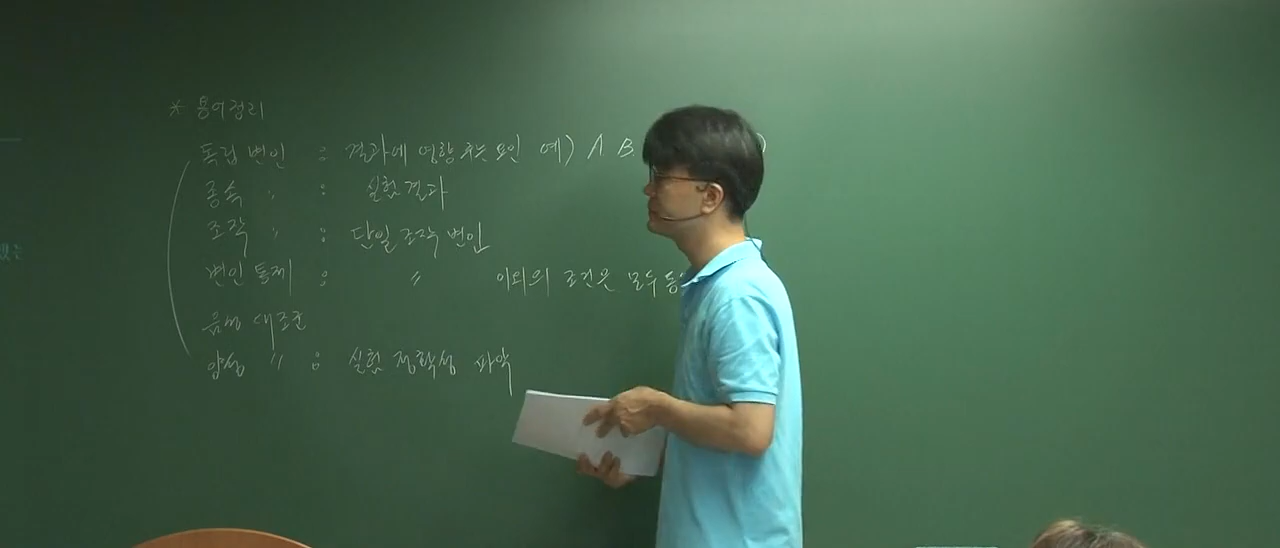 * 용어정리
독립 변인 : 결과에 영향 주는 요인 예) A B
종속 〃 : 실험결과
조작 〃 : 단일 조작 변인
변인 통제 : 〃 이외의 조건은 모두 동
음성 대조군
양성 〃 : 실험 정확성 파악